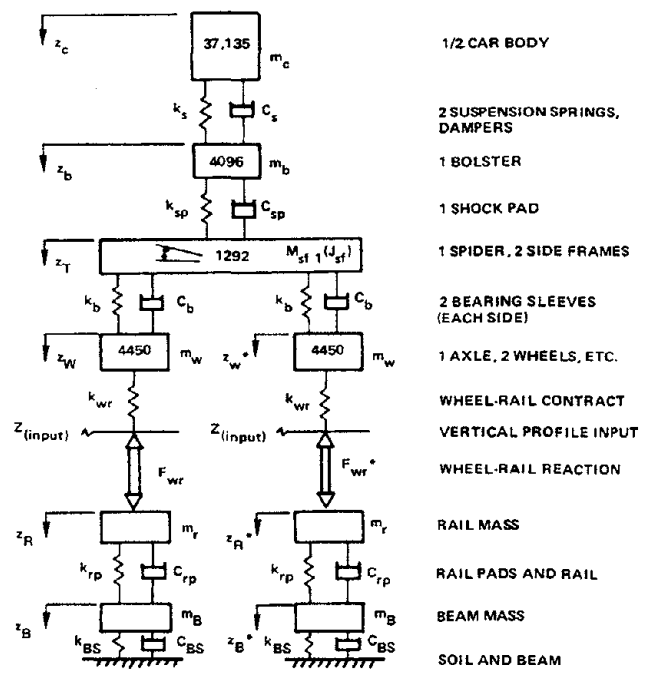 z_c 37,135 m_c 1/2 CAR BODY
k_s C_s 2 SUSPENSION SPRINGS,
DAMPERS
z_b 4096 m_b 1 BOLSTER
k_sp C_sp 1 SHOCK PAD
z_T 1292 M_sf 1 (J_sf) 1 SPIDER, 2 SIDE FRAMES
k_b C_b k_b C_b 2 BEARING SLEEVES
(EACH SIDE)
z_W 4450 m_w z_w* 4450 m_w 1 AXLE, 2 WHEELS, ETC.
k_wr k_wr WHEEL-RAIL CONTRACT
Z_(input) Z_(input) VERTICAL PROFILE INPUT
F_wr F_wr* WHEEL-RAIL REACTION
z_R m_r z_R* m_r RAIL MASS
k_rp C_rp k_rp C_rp RAIL PADS AND RAIL
z_B m_B z_B* m_B BEAM MASS
k_BS C_BS k_BS C_BS SOIL AND BEAM